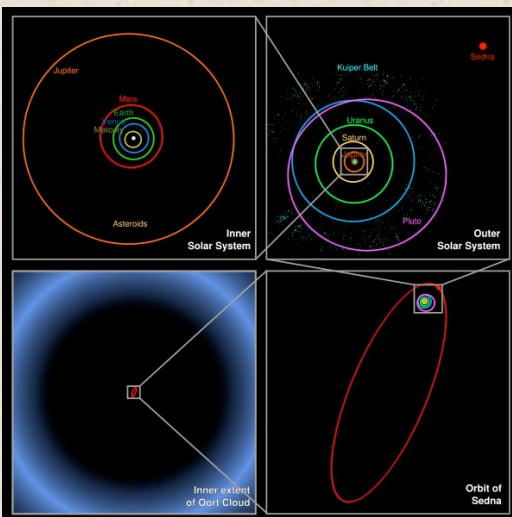 Jupiter
Mars
Earth
Venus
Mercury
Asteroids
Inner
Solar System
Kuiper Belt
Sedna
Uranus
Saturn
Jupiter
Pluto
Outer
Solar System
Inner extent
of Oort Cloud
Orbit of
Sedna